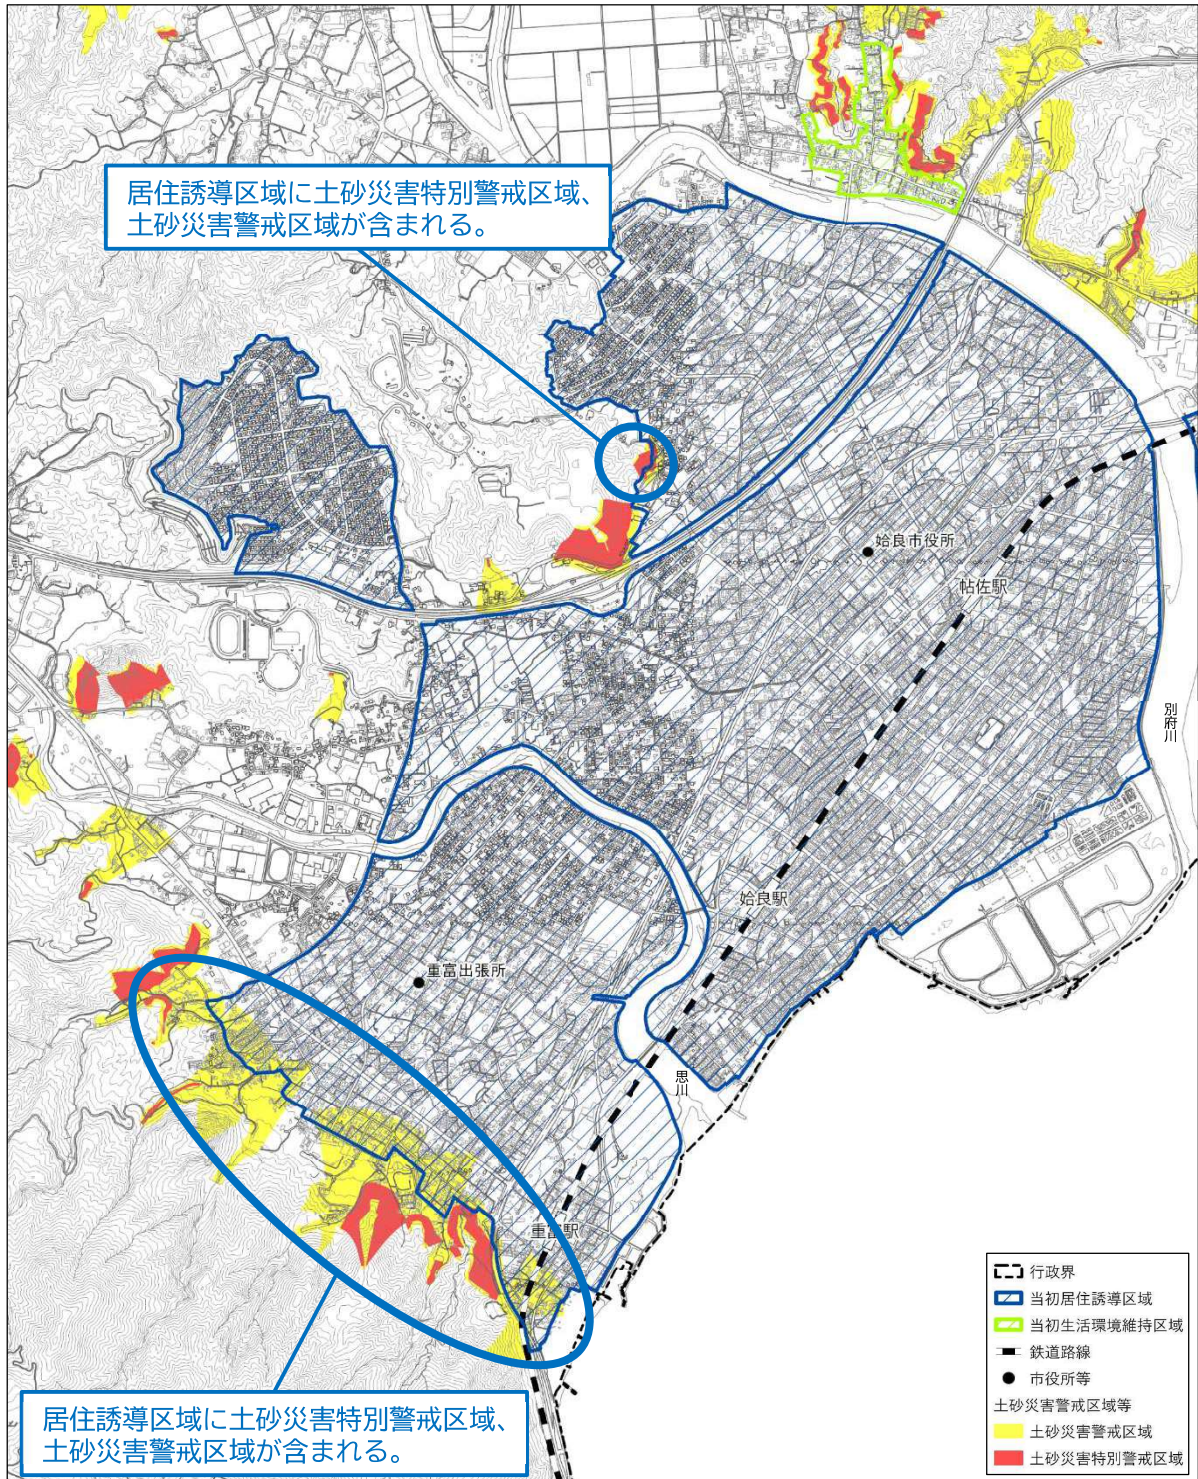 居住誘導区域に土砂災害特別警戒区域、
土砂災害警戒区域が含まれる。
姶良市役所
帖佐駅
別府川
姶良駅
重富出張所
思川
重富駅
行政界
当初居住誘導区域
当初生活環境維持区域
鉄道路線
市役所等
土砂災害警戒区域等
土砂災害警戒区域
土砂災害特別警戒区域
居住誘導区域に土砂災害特別警戒区域、
土砂災害警戒区域が含まれる。